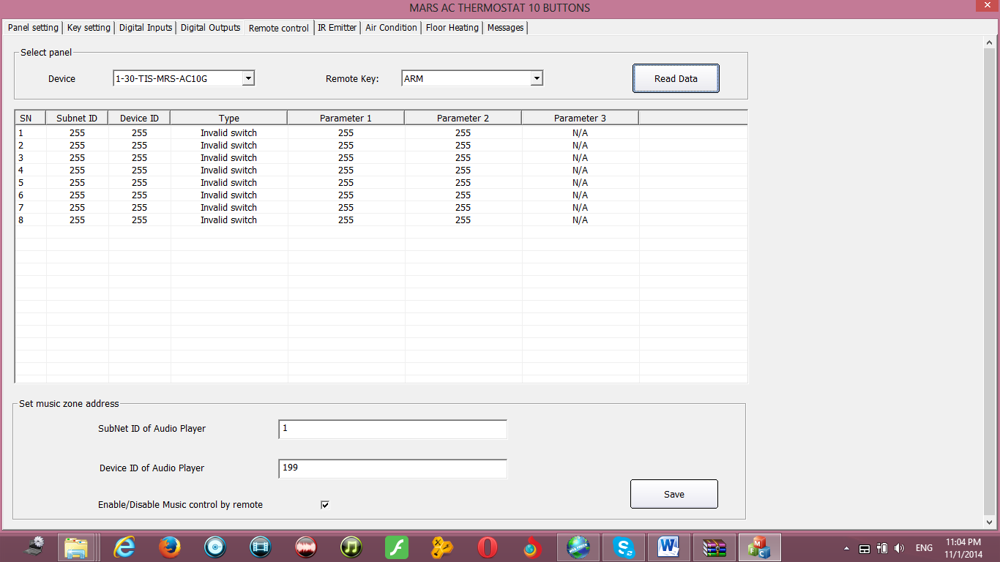 MARS AC THERMOSTAT 10 BUTTONS
Panel setting Key setting Digital Inputs Digital Outputs Remote control IR Emitter Air Condition Floor Heating Messages
Select panel
Device 1-30-TIS-MRS-AC10G Remote Key: ARM Read Data
SN Subnet ID Device ID Type Parameter 1 Parameter 2 Parameter 3
1 255 255 Invalid switch 255 255 N/A
2 255 255 Invalid switch 255 255 N/A
3 255 255 Invalid switch 255 255 N/A
4 255 255 Invalid switch 255 255 N/A
5 255 255 Invalid switch 255 255 N/A
6 255 255 Invalid switch 255 255 N/A
7 255 255 Invalid switch 255 255 N/A
8 255 255 Invalid switch 255 255 N/A
Set music zone address
SubNet ID of Audio Player 1
Device ID of Audio Player 199
Save
Enable/Disable Music control by remote
ENG 11:04 PM
11/1/2014